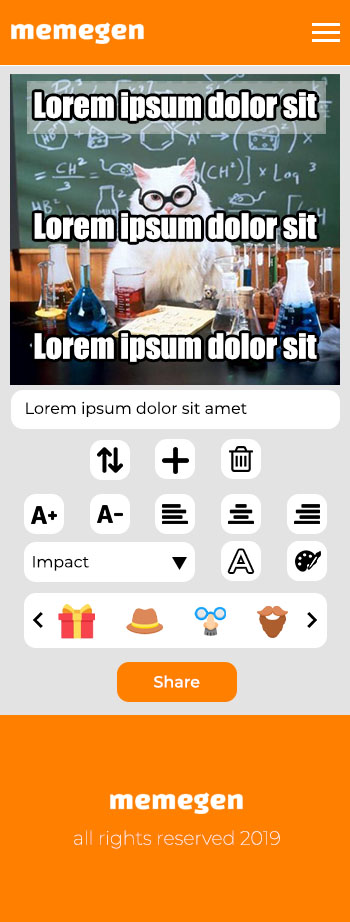 memegen
Lorem ipsum dolor sit
Lorem ipsum dolor sit
Lorem ipsum dolor sit
Lorem ipsum dolor sit amet
A+
A-
Impact
A
Share
memegen
all rights reserved 2019